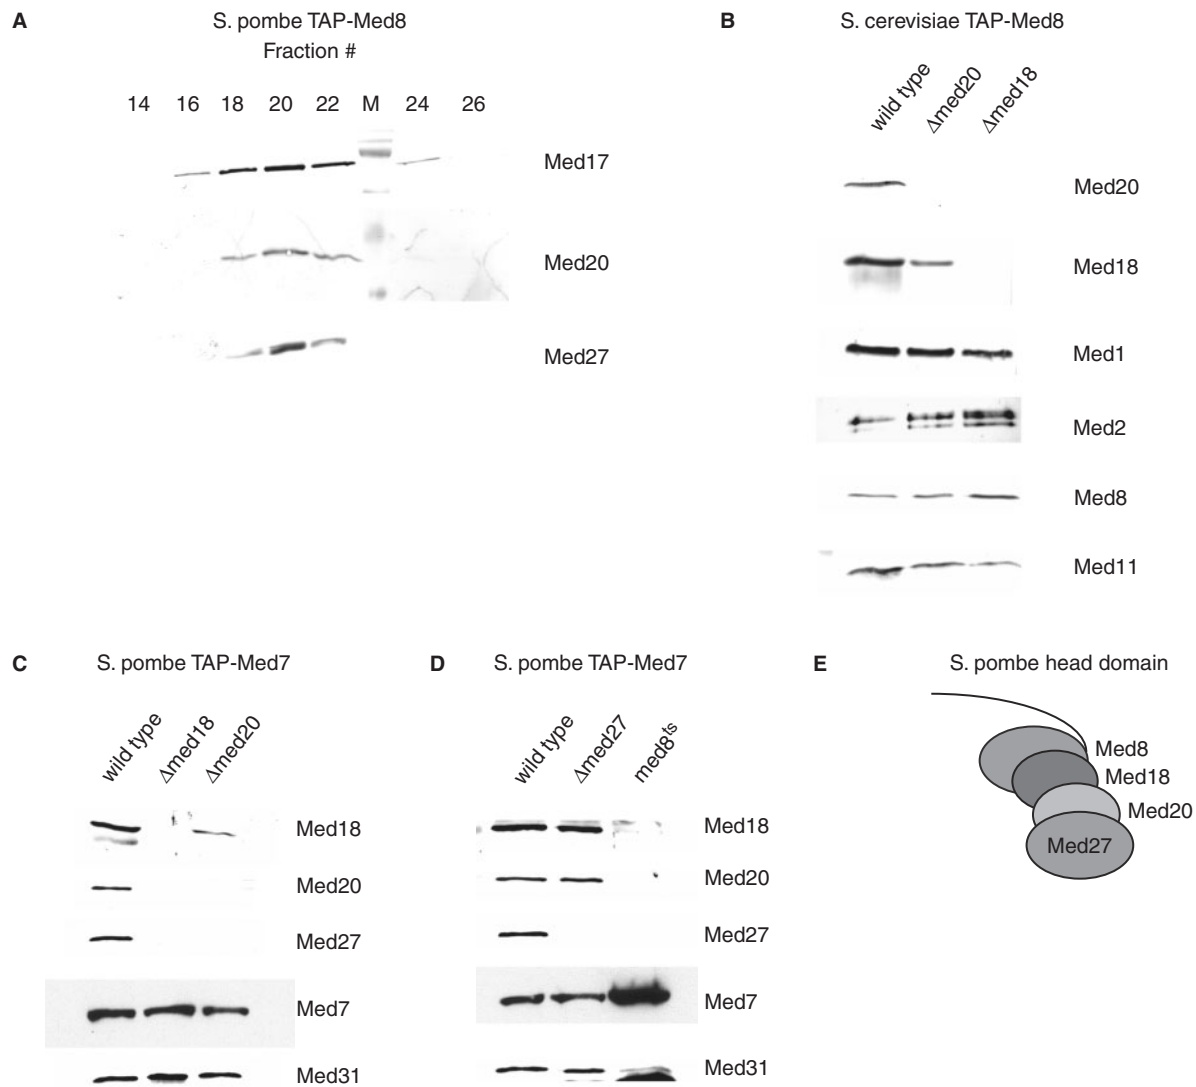 A
S. pombe TAP-Med8
Fraction #
14 16 18 20 22 M 24 26
Med17
Med20
Med27
B
S. cerevisiae TAP-Med8
wild type
Δmed20
Δmed18
Med20
Med18
Med1
Med2
Med8
Med11
C
S. pombe TAP-Med7
wild type
Δmed18
Δmed20
Med18
Med20
Med27
Med7
Med31
D
S. pombe TAP-Med7
wild type
Δmed27
med8ts
Med18
Med20
Med27
Med7
Med31
E
S. pombe head domain
Med8
Med18
Med20
Med27